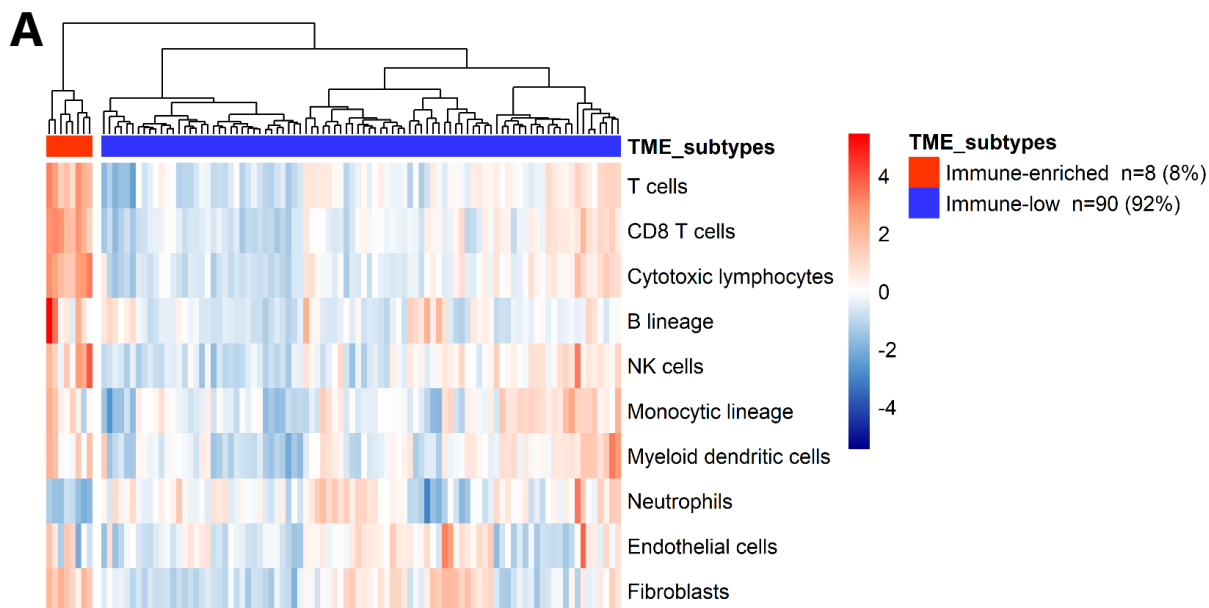 A
TME_subtypes
T cells
CD8 T cells
Cytotoxic lymphocytes
B lineage
NK cells
Monocytic lineage
Myeloid dendritic cells
Neutrophils
Endothelial cells
Fibroblasts
4
2
0
-2
-4
TME_subtypes
Immune-enriched n=8 (8%)
Immune-low n=90 (92%)